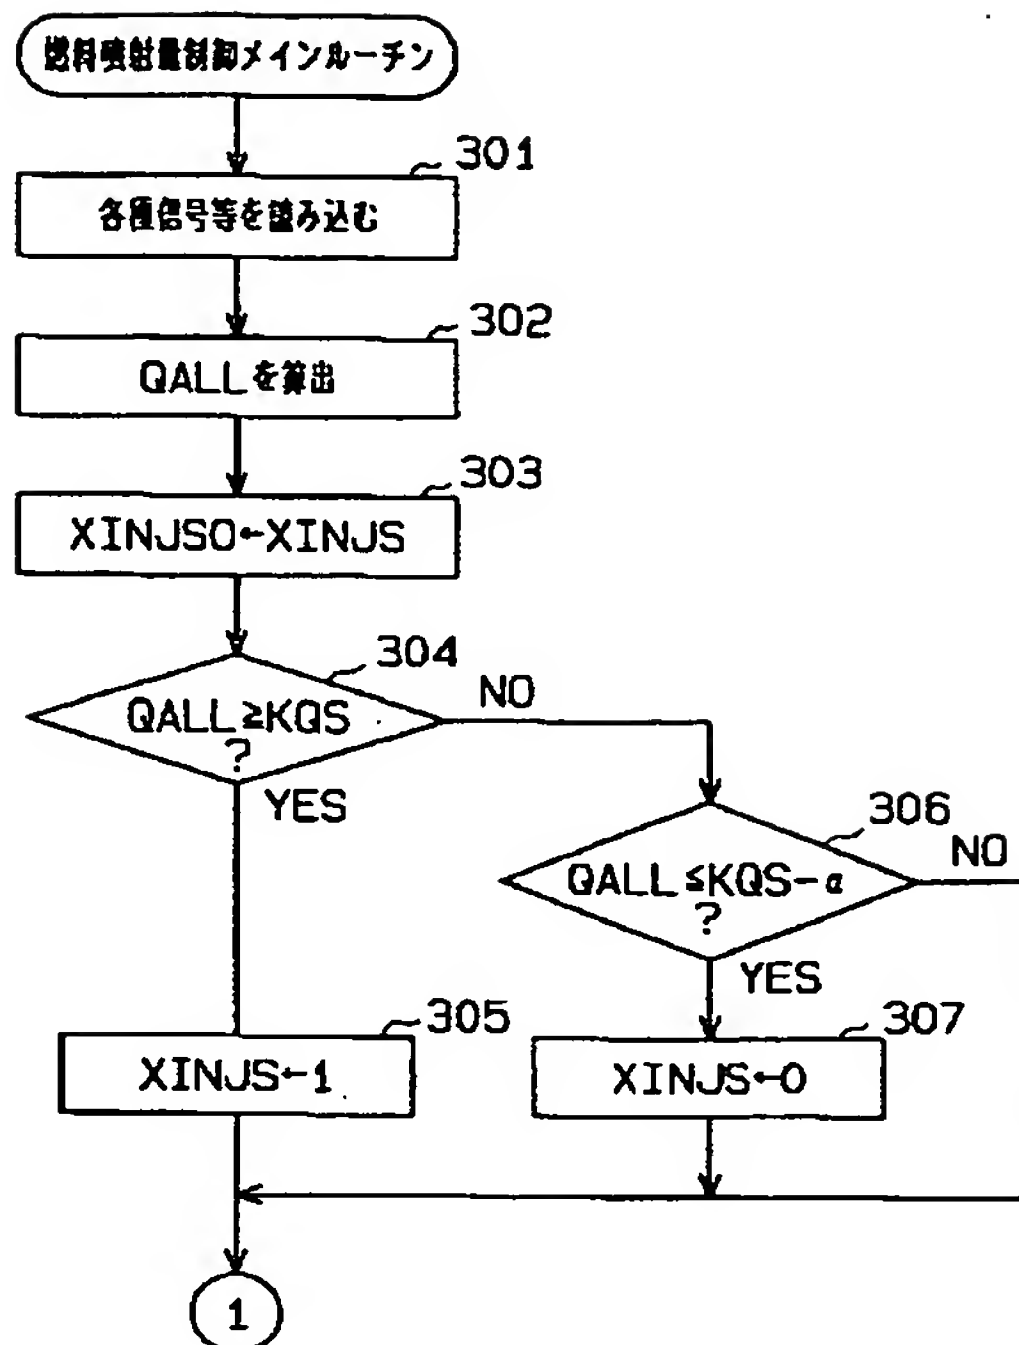 燃料噴射量制御メインルーチン
301
各種信号等を読み込む
302
QALLを算出
303
XINJSO←XINJS
304
QALL≧KQS
?
NO
YES
306
QALL≦KQS-α
?
NO
YES
305
XINJS←1
307
XINJS←0
1